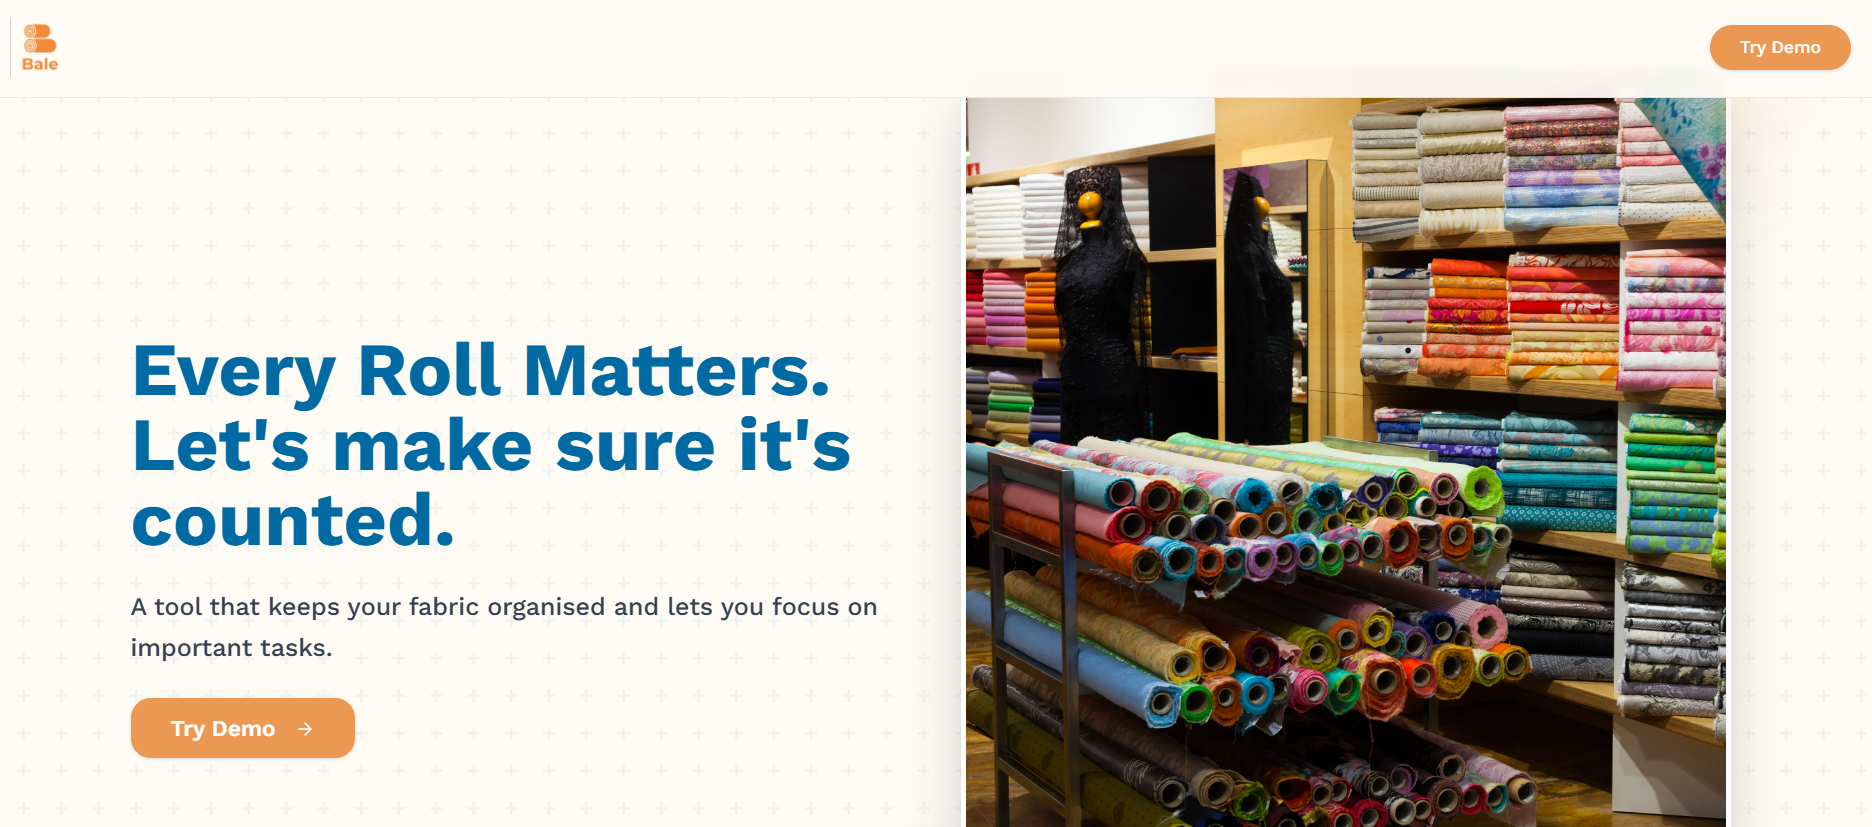 Bale
Try Demo
Every Roll Matters.
Let's make sure it's
counted.
A tool that keeps your fabric organised and lets you focus on
important tasks.
Try Demo →